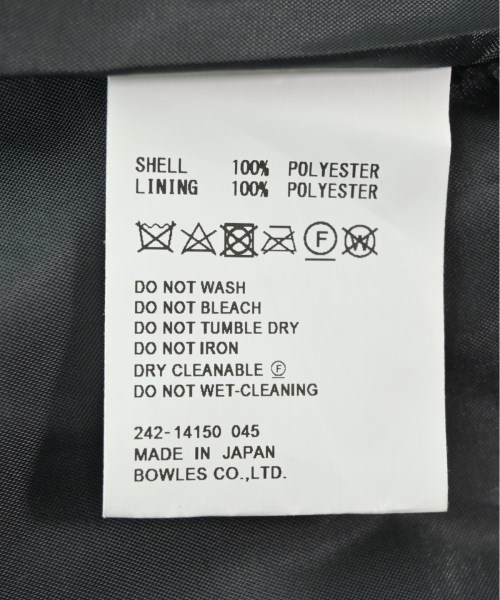 SHELL 100% POLYESTER
LINING 100% POLYESTER
F W
DO NOT WASH
DO NOT BLEACH
DO NOT TUMBLE DRY
DO NOT IRON
DRY CLEANABLE Ⓕ
DO NOT WET-CLEANING
242-14150 045
MADE IN JAPAN
BOWLES CO.,LTD.